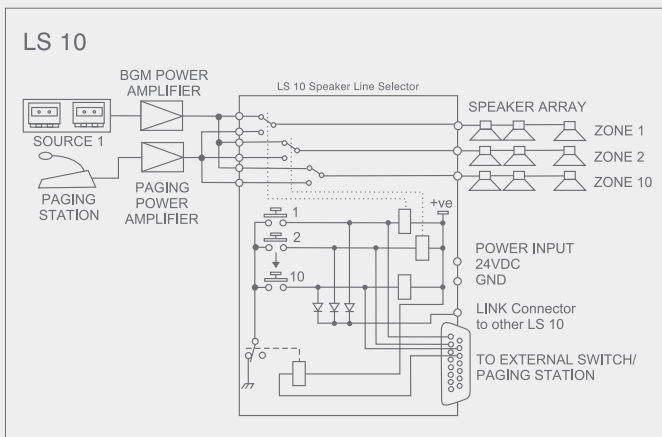 LS 10
BGM POWER
AMPLIFIER
LS 10 Speaker Line Selector
SPEAKER ARRAY
SOURCE 1
ZONE 1
ZONE 2
ZONE 10
PAGING
STATION
PAGING
POWER
AMPLIFIER
1
+ve
2
10
POWER INPUT
24VDC
GND
LINK Connector
to other LS 10
TO EXTERNAL SWITCH/
PAGING STATION